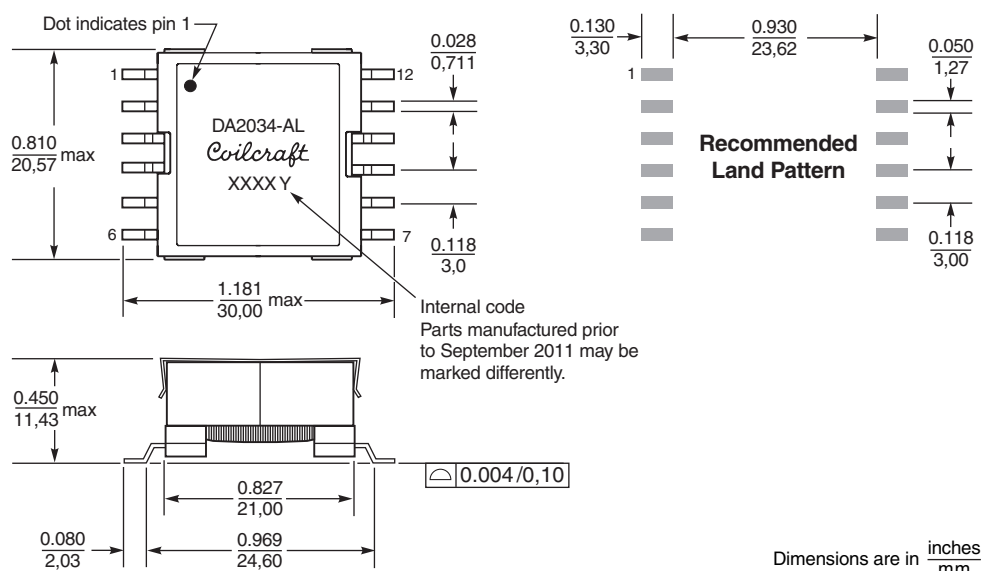 Dot indicates pin 1
1
12
6
7
0.028
0,711
0.810
20,57 max
DA2034-AL
Coilcraft
XXXX Y
0.118
3,0
1.181
30,00 max
Internal code
Parts manufactured prior
to September 2011 may be
marked differently.
0.130
3,30
0.930
23,62
0.050
1,27
1
Recommended
Land Pattern
0.118
3,00
0.450
11,43 max
0.004/0,10
0.827
21,00
0.080
2,03
0.969
24,60
Dimensions are in inches
mm